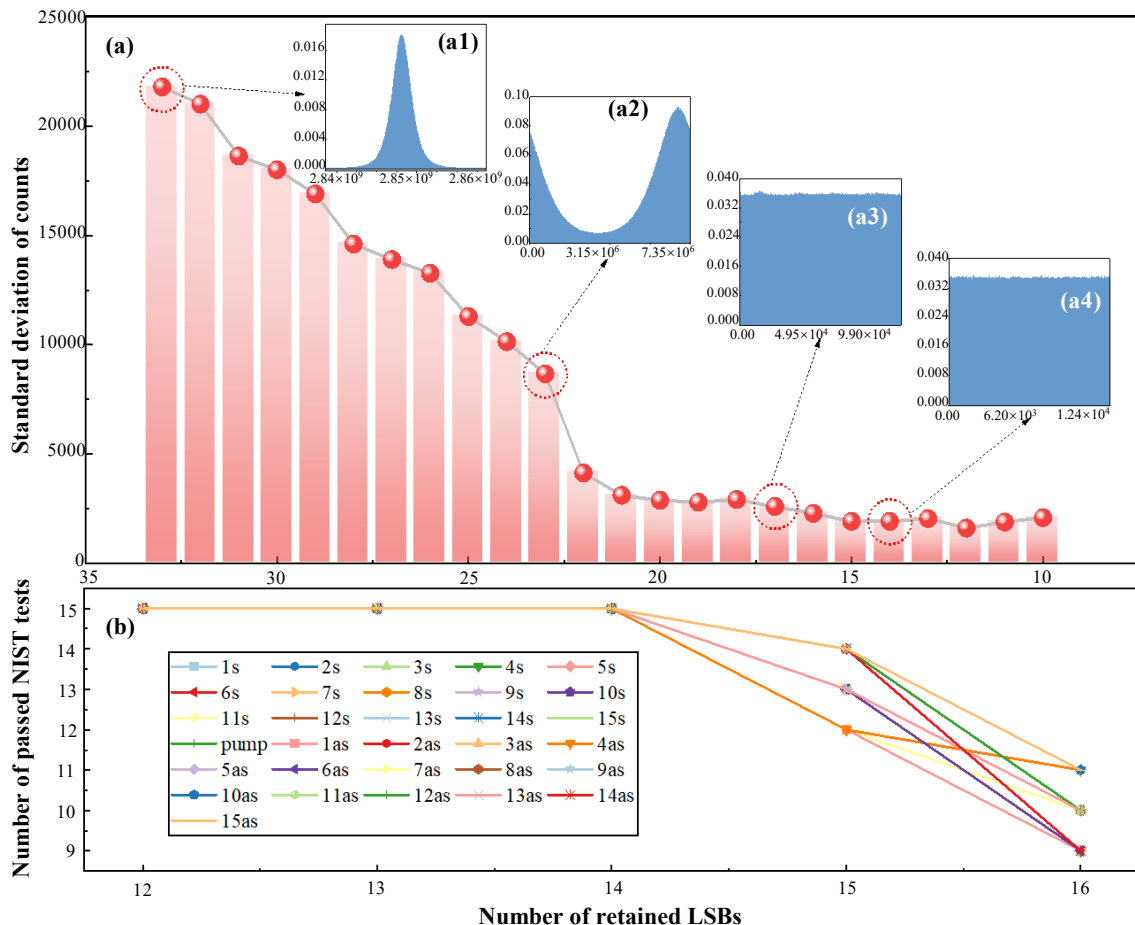 25000
20000
15000
10000
5000
0
Standard deviation of counts
(a)
(a1)
0.016
0.012
0.008
0.004
0.000
2.84×10⁹
2.85×10⁹
2.86×10⁹
(a2)
0.10
0.08
0.06
0.04
0.02
0.00
0.00
3.15×10⁶
7.35×10⁶
(a3)
0.040
0.032
0.024
0.016
0.008
0.000
0.00
4.95×10⁴
9.90×10⁴
(a4)
0.040
0.032
0.024
0.016
0.008
0.000
0.00
6.20×10³
1.24×10⁴
35 30 25 20 15 10
(b)
15
14
13
12
11
10
9
Number of passed NIST tests
1s 2s 3s 4s 5s
6s 7s 8s 9s 10s
11s 12s 13s 14s 15s
pump 1as 2as 3as 4as
5as 6as 7as 8as 9as
10as 11as 12as 13as 14as
15as
12 13 14 15 16
Number of retained LSBs